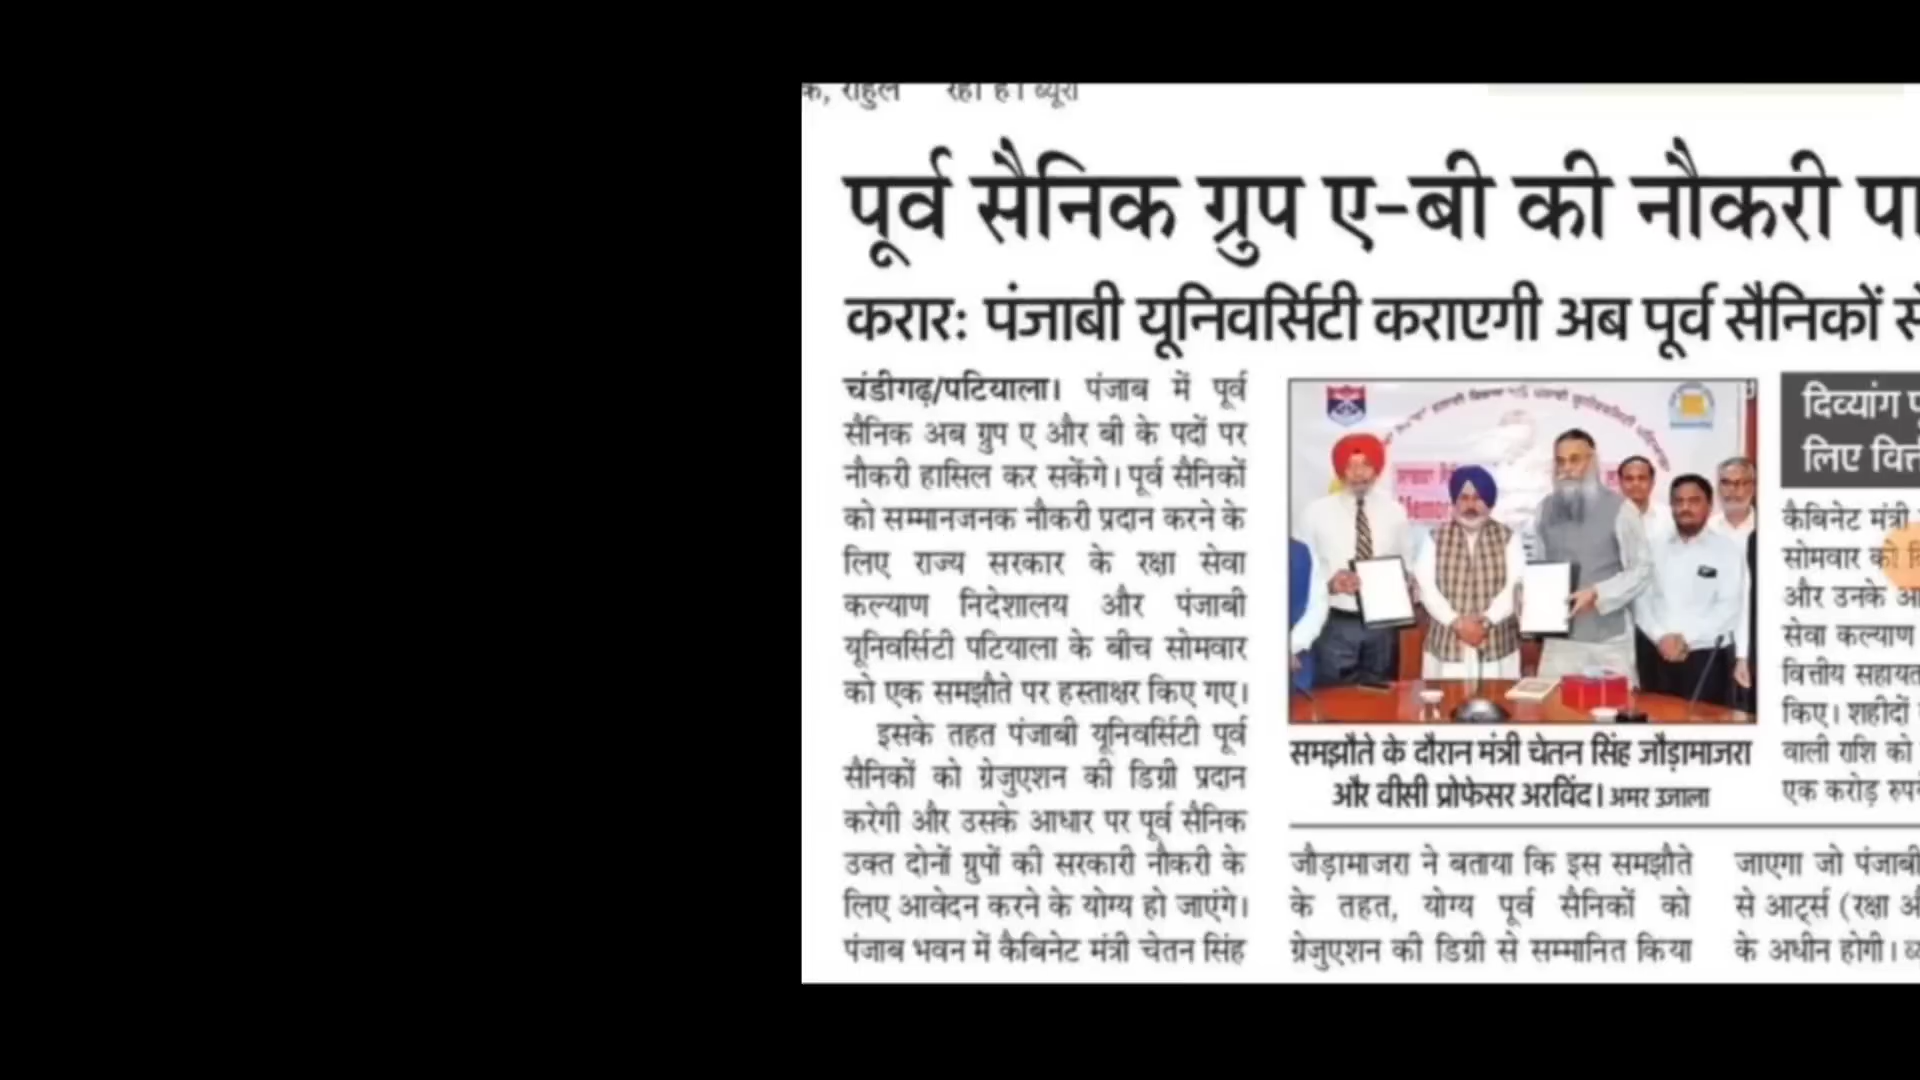 क, राहुल रहा है। ब्यूरो
पूर्व सैनिक ग्रुप ए-बी की नौकरी पा
करार: पंजाबी यूनिवर्सिटी कराएगी अब पूर्व सैनिकों से
चंडीगढ़/पटियाला। पंजाब में पूर्व
सैनिक अब ग्रुप ए और बी के पदों पर
नौकरी हासिल कर सकेंगे। पूर्व सैनिकों
को सम्मानजनक नौकरी प्रदान करने के
लिए राज्य सरकार के रक्षा सेवा
कल्याण निदेशालय और पंजाबी
यूनिवर्सिटी पटियाला के बीच सोमवार
को एक समझौते पर हस्ताक्षर किए गए।
इसके तहत पंजाबी यूनिवर्सिटी पूर्व
सैनिकों को ग्रेजुएशन की डिग्री प्रदान
करेगी और उसके आधार पर पूर्व सैनिक
उक्त दोनों ग्रुपों की सरकारी नौकरी के
लिए आवेदन करने के योग्य हो जाएंगे।
पंजाब भवन में कैबिनेट मंत्री चेतन सिंह
समझौते के दौरान मंत्री चेतन सिंह जौड़ामाजरा
और वीसी प्रोफेसर अरविंद। अमर उजाला
जौड़ामाजरा ने बताया कि इस समझौते
के तहत, योग्य पूर्व सैनिकों को
ग्रेजुएशन की डिग्री से सम्मानित किया
दिव्यांग
लिए वित्त
कैबिनेट मंत्री
सोमवार को
और उनके
सेवा कल्याण
वित्तीय सहायत
किए। शहीदों
वाली राशि को
एक करोड़ रुप
जाएगा जो पंजाबी
से आर्ट्स (रक्षा
के अधीन होगी।